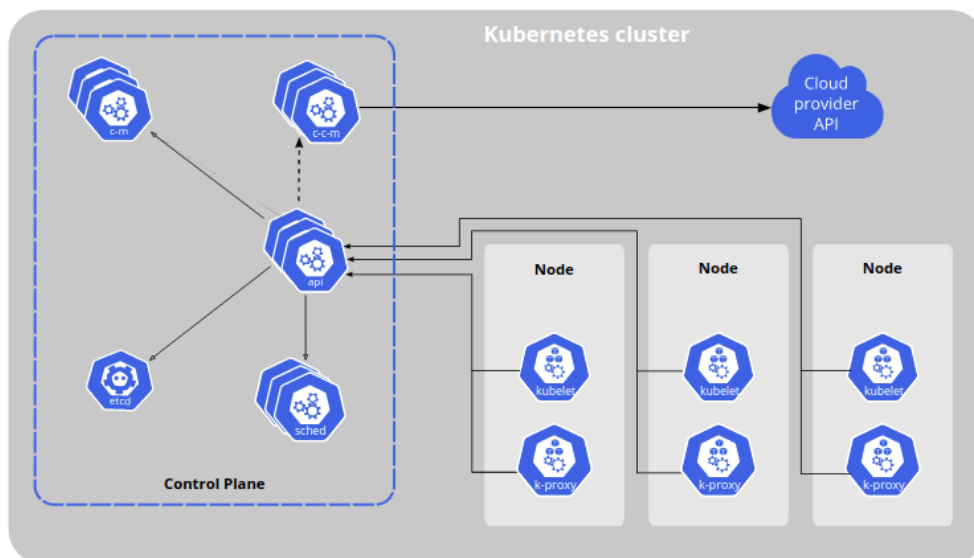 Kubernetes cluster
c-m
c-c-m
Cloud
provider
API
api
etcd
sched
Control Plane
Node
kubelet
k-proxy
Node
kubelet
k-proxy
Node
kubelet
k-proxy